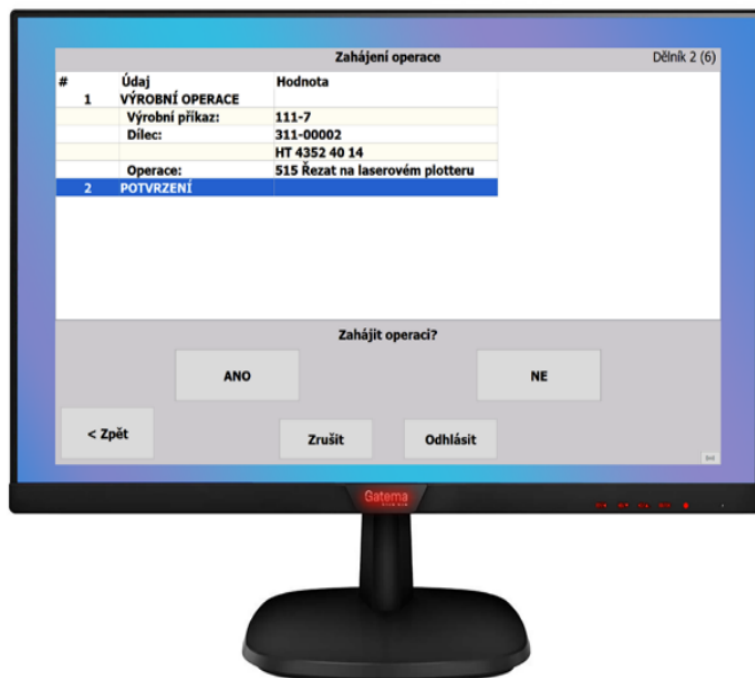 Zahájení operace Dělník 2 (6)
# Údaj Hodnota
1 VÝROBNÍ OPERACE
Výrobní příkaz: 111-7
Dílec: 311-00002
HT 4352 40 14
Operace: 515 Řezat na laserovém plotteru
2 POTVRZENÍ
Zahájit operaci?
ANO NE
< Zpět Zrušit Odhlásit
Gatema